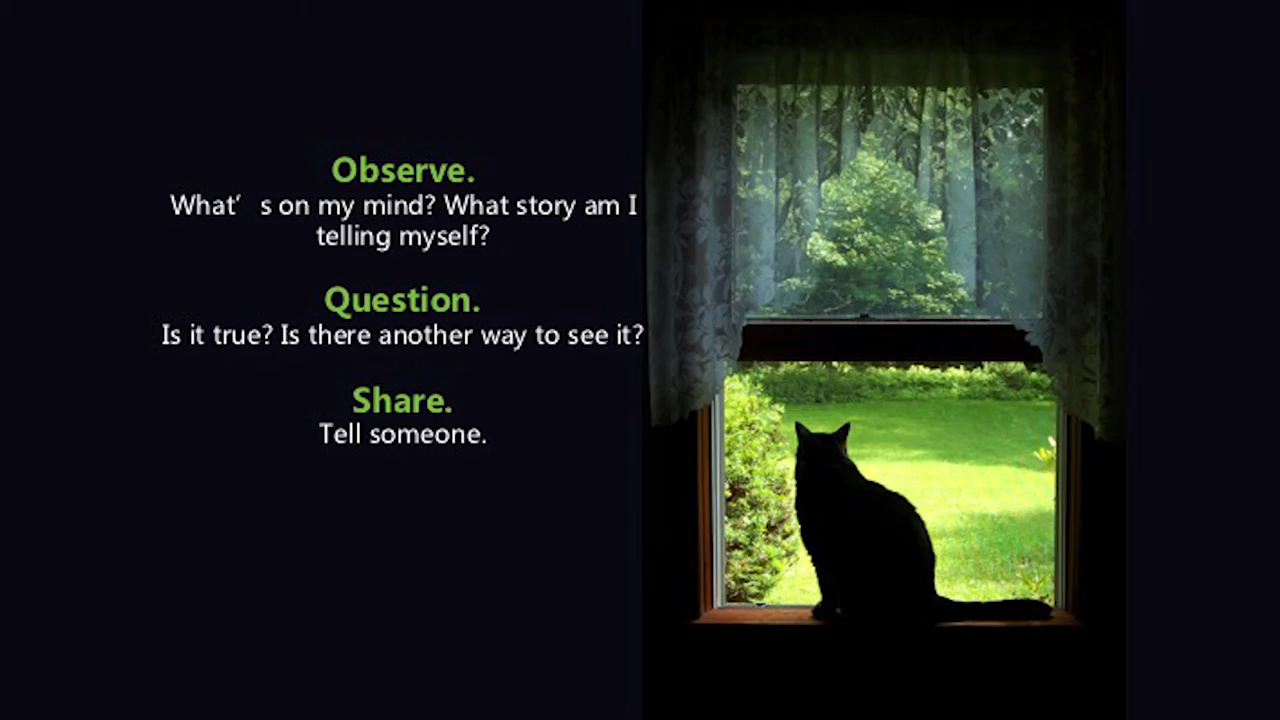 Observe.
What's on my mind? What story am I
telling myself?
Question.
Is it true? Is there another way to see it?
Share.
Tell someone.